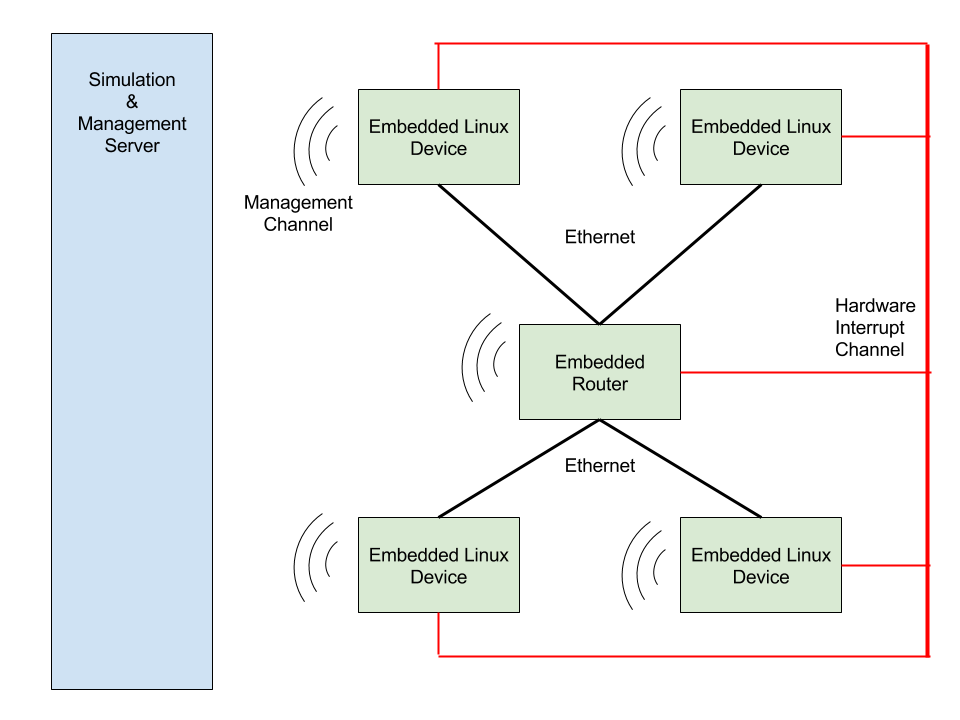 Simulation
&
Management
Server
Embedded Linux
Device
Embedded Linux
Device
Management
Channel
Ethernet
Hardware
Interrupt
Channel
Embedded
Router
Ethernet
Embedded Linux
Device
Embedded Linux
Device